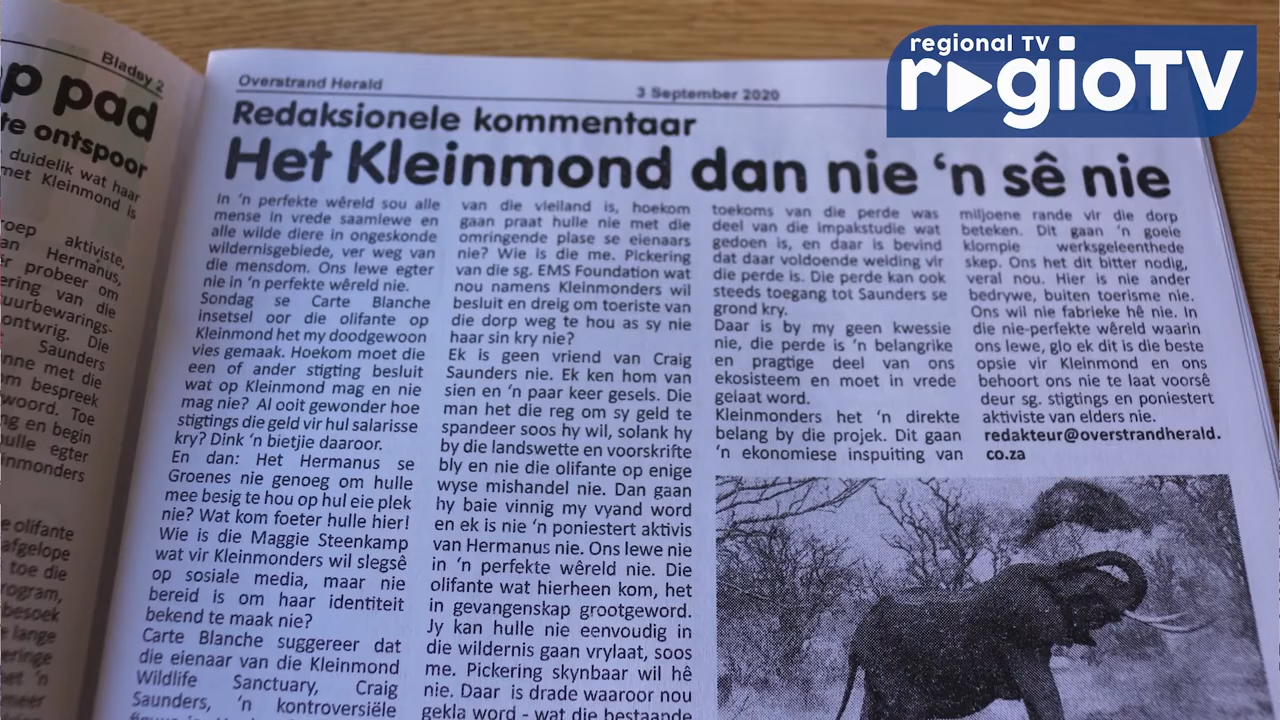 regional TV
regioTV
Bladsy 2
p pad
te ontspoor
duidelik wat haar
met Kleinmond is
roep aktiviste,
an Hermanus,
probeer om
ering van die
uurbewarings-
ontwrig. Die
Saunders
nne met die
om bespreek
woord. Toe
ng en begin
hulle egter
inmonders
e olifante
afgelope
toe die
rogram,
besoek
e lange
Overstrand Herald
3 September 2020
Redaksionele kommentaar
Het Kleinmond dan nie ‘n sê nie
In ‘n perfekte wêreld sou alle
mense in vrede saamlewe en
alle wilde diere in ongeskonde
wildernisgebiede, ver weg van
die mensdom. Ons lewe egter
nie in ‘n perfekte wêreld nie.
Sondag se Carte Blanche
insetsel oor die olifante op
Kleinmond het my doodgewoon
vies gemaak. Hoekom moet die
een of ander stigting besluit
wat op Kleinmond mag en nie
mag nie? Al ooit gewonder hoe
stigtings die geld vir hul salarisse
kry? Dink ‘n bietjie daaroor.
En dan: Het Hermanus se
Groenes nie genoeg om hulle
mee besig te hou op hul eie plek
nie? Wat kom foeter hulle hier!
Wie is die Maggie Steenkamp
wat vir Kleinmonders wil slegsê
op sosiale media, maar nie
bereid is om haar identiteit
bekend te maak nie?
Carte Blanche suggereer dat
die eienaar van die Kleinmond
Wildlife Sanctuary, Craig
Saunders, ‘n kontroversiële
van die vleiland is, hoekom
gaan praat hulle nie met die
omringende plase se eienaars
nie? Wie is die me. Pickering
van die sg. EMS Foundation wat
nou namens Kleinmonders wil
besluit en dreig om toeriste van
die dorp weg te hou as sy nie
haar sin kry nie?
Ek is geen vriend van Craig
Saunders nie. Ek ken hom van
sien en ‘n paar keer gesels. Die
man het die reg om sy geld te
spandeer soos hy wil, solank hy
by die landswette en voorskrifte
bly en nie die olifante op enige
wyse mishandel nie. Dan gaan
hy baie vinnig my vyand word
en ek is nie ‘n poniestert aktivis
van Hermanus nie. Ons lewe nie
in ‘n perfekte wêreld nie. Die
olifante wat hierheen kom, het
in gevangenskap grootgeword.
Jy kan hulle nie eenvoudig in
die wildernis gaan vrylaat, soos
me. Pickering skynbaar wil hê
nie. Daar is drade waaroor nou
gekla word - wat die bestaande
toekoms van die perde was
deel van die impakstudie wat
gedoen is, en daar is bevind
dat daar voldoende weiding vir
die perde is. Die perde kan ook
steeds toegang tot Saunders se
grond kry.
Daar is by my geen kwessie
nie, die perde is ‘n belangrike
en pragtige deel van ons
ekosisteem en moet in vrede
gelaat word.
Kleinmonders het ‘n direkte
belang by die projek. Dit gaan
‘n ekonomiese inspuiting van
miljoene rande vir die dorp
beteken. Dit gaan ‘n goeie
klompie werksgeleenthede
skep. Ons het dit bitter nodig,
veral nou. Hier is nie ander
bedrywe, buiten toerisme nie.
Ons wil nie fabrieke hê nie. In
die nie-perfekte wêreld waarin
ons lewe, glo ek dit is die beste
opsie vir Kleinmond en ons
behoort ons nie te laat voorsê
deur sg. stigtings en poniestert
aktiviste van elders nie.
redakteur@overstrandherald.
co.za